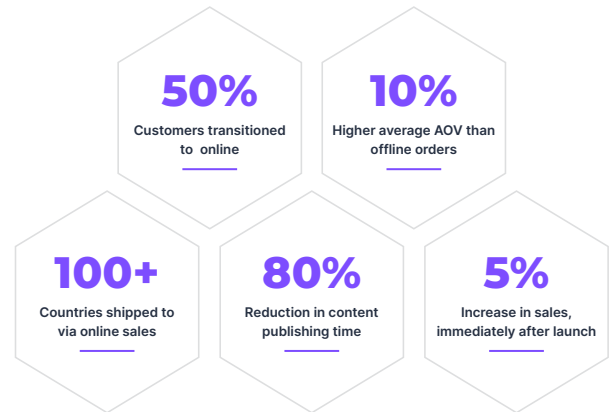 50%
Customers transitioned
to online
10%
Higher average AOV than
offline orders
100+
Countries shipped to
via online sales
80%
Reduction in content
publishing time
5%
Increase in sales,
immediately after launch